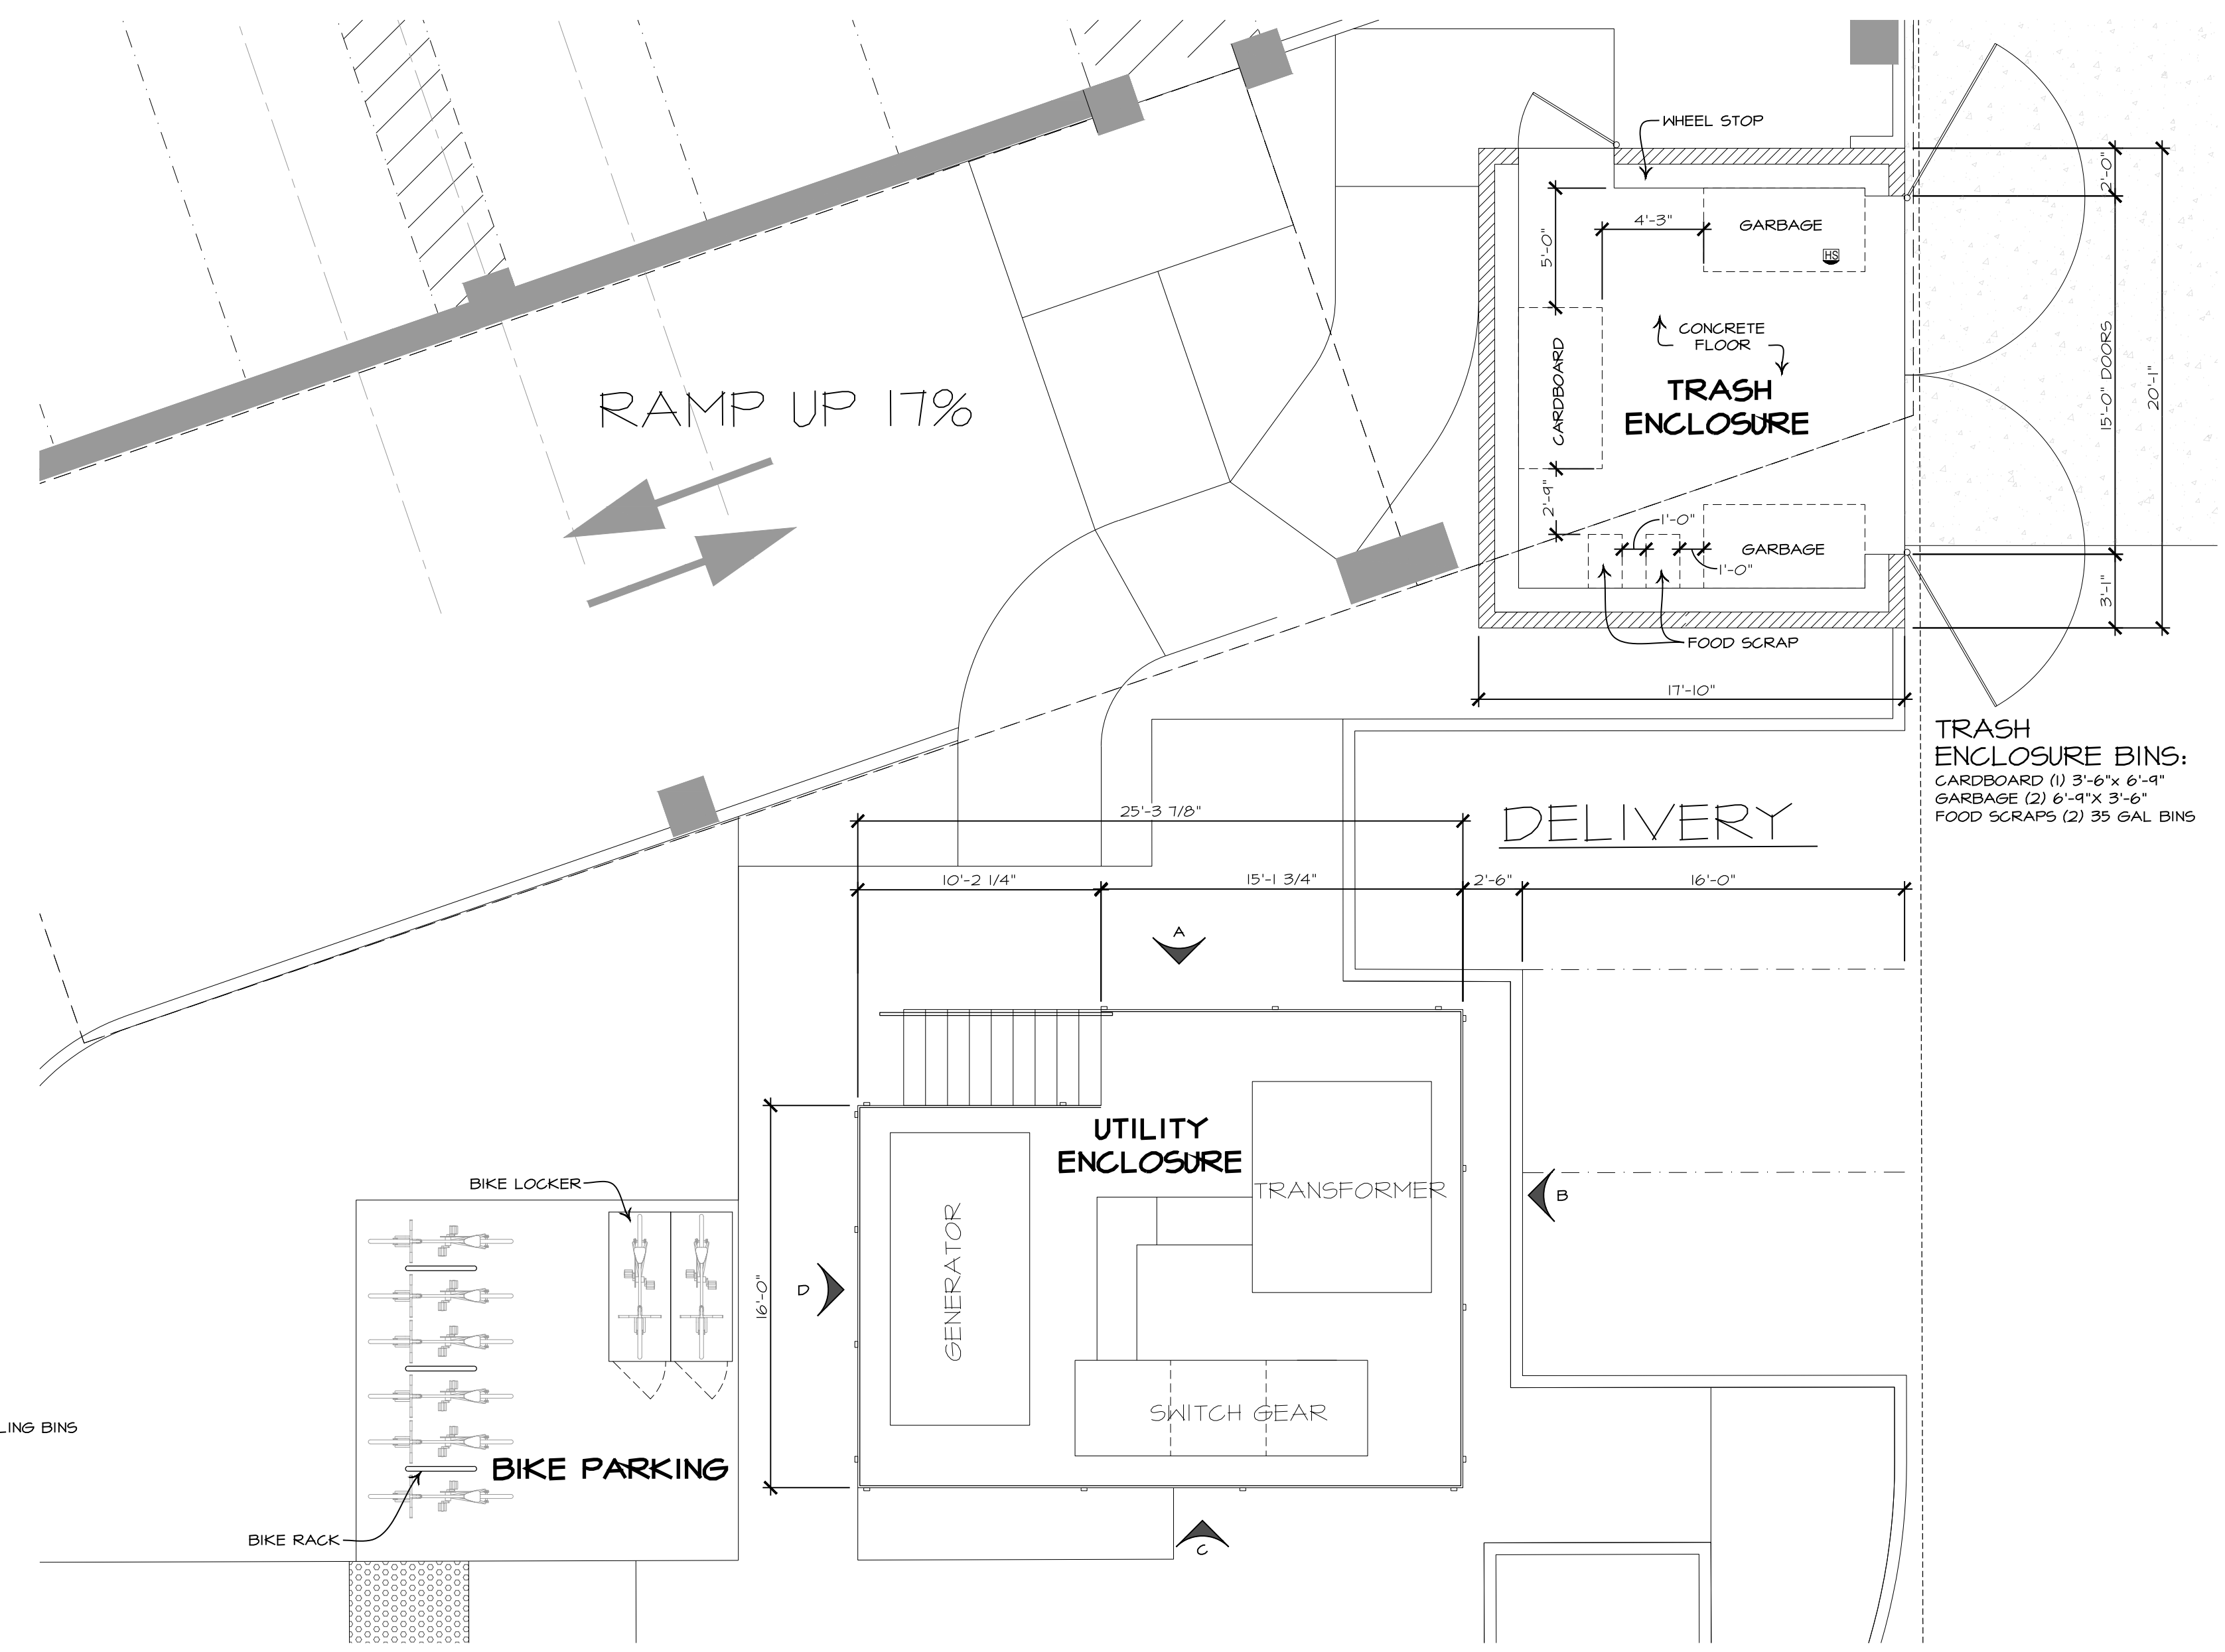 WHEEL STOP
2'-0"
4'-3"
GARBAGE
5'-0"
HS
CONCRETE
FLOOR
CARDBOARD
TRASH
ENCLOSURE
15'-0" DOORS
20'-1"
RAMP UP 17%
2'-9"
1'-0"
GARBAGE
1'-0"
3'-1"
FOOD SCRAP
17'-10"
TRASH
ENCLOSURE BINS:
CARDBOARD (1) 3'-6"x 6'-9"
GARBAGE (2) 6'-9"X 3'-6"
FOOD SCRAPS (2) 35 GAL BINS
DELIVERY
25'-3 7/8"
10'-2 1/4"
15'-1 3/4"
2'-6"
16'-0"
A
UTILITY
ENCLOSURE
BIKE LOCKER
TRANSFORMER
B
GENERATOR
D
16'-0"
SWITCH GEAR
LING BINS
BIKE PARKING
BIKE RACK
C